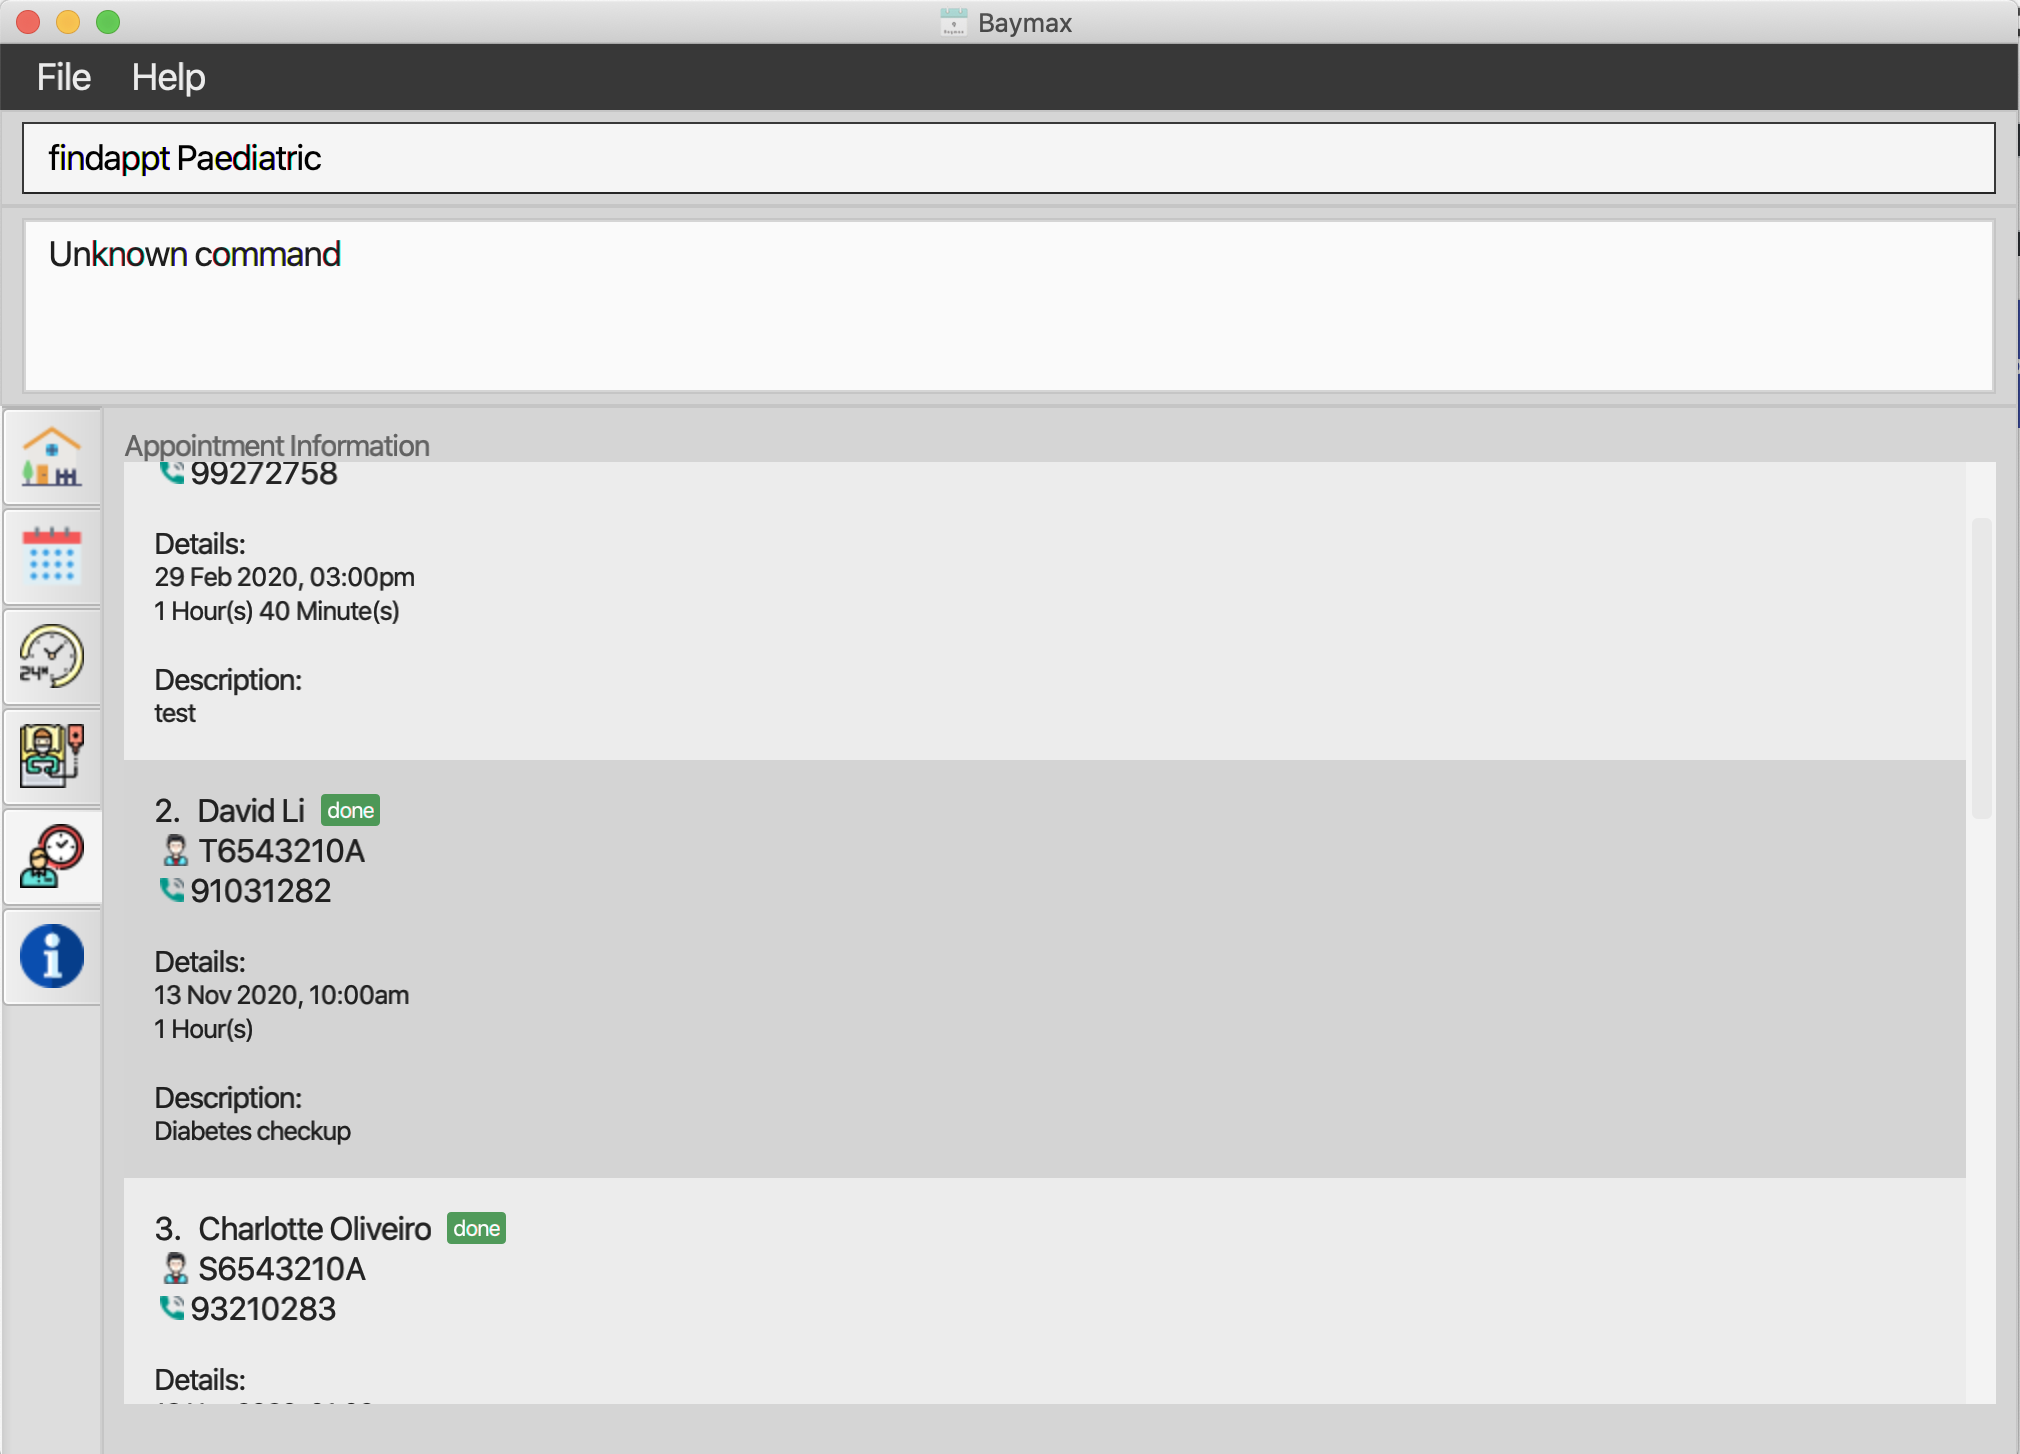 Baymax
File Help
findappt Paediatric
Unknown command
Appointment Information
99272758
Details:
29 Feb 2020, 03:00pm
1 Hour(s) 40 Minute(s)
Description:
test
2. David Li done
T6543210A
91031282
Details:
13 Nov 2020, 10:00am
1 Hour(s)
Description:
Diabetes checkup
3. Charlotte Oliveiro done
S6543210A
93210283
Details: